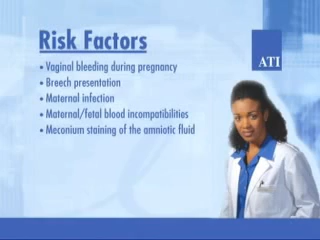 Risk Factors
ATI
• Vaginal bleeding during pregnancy
• Breech presentation
• Maternal infection
• Maternal/fetal blood incompatibilities
• Meconium staining of the amniotic fluid